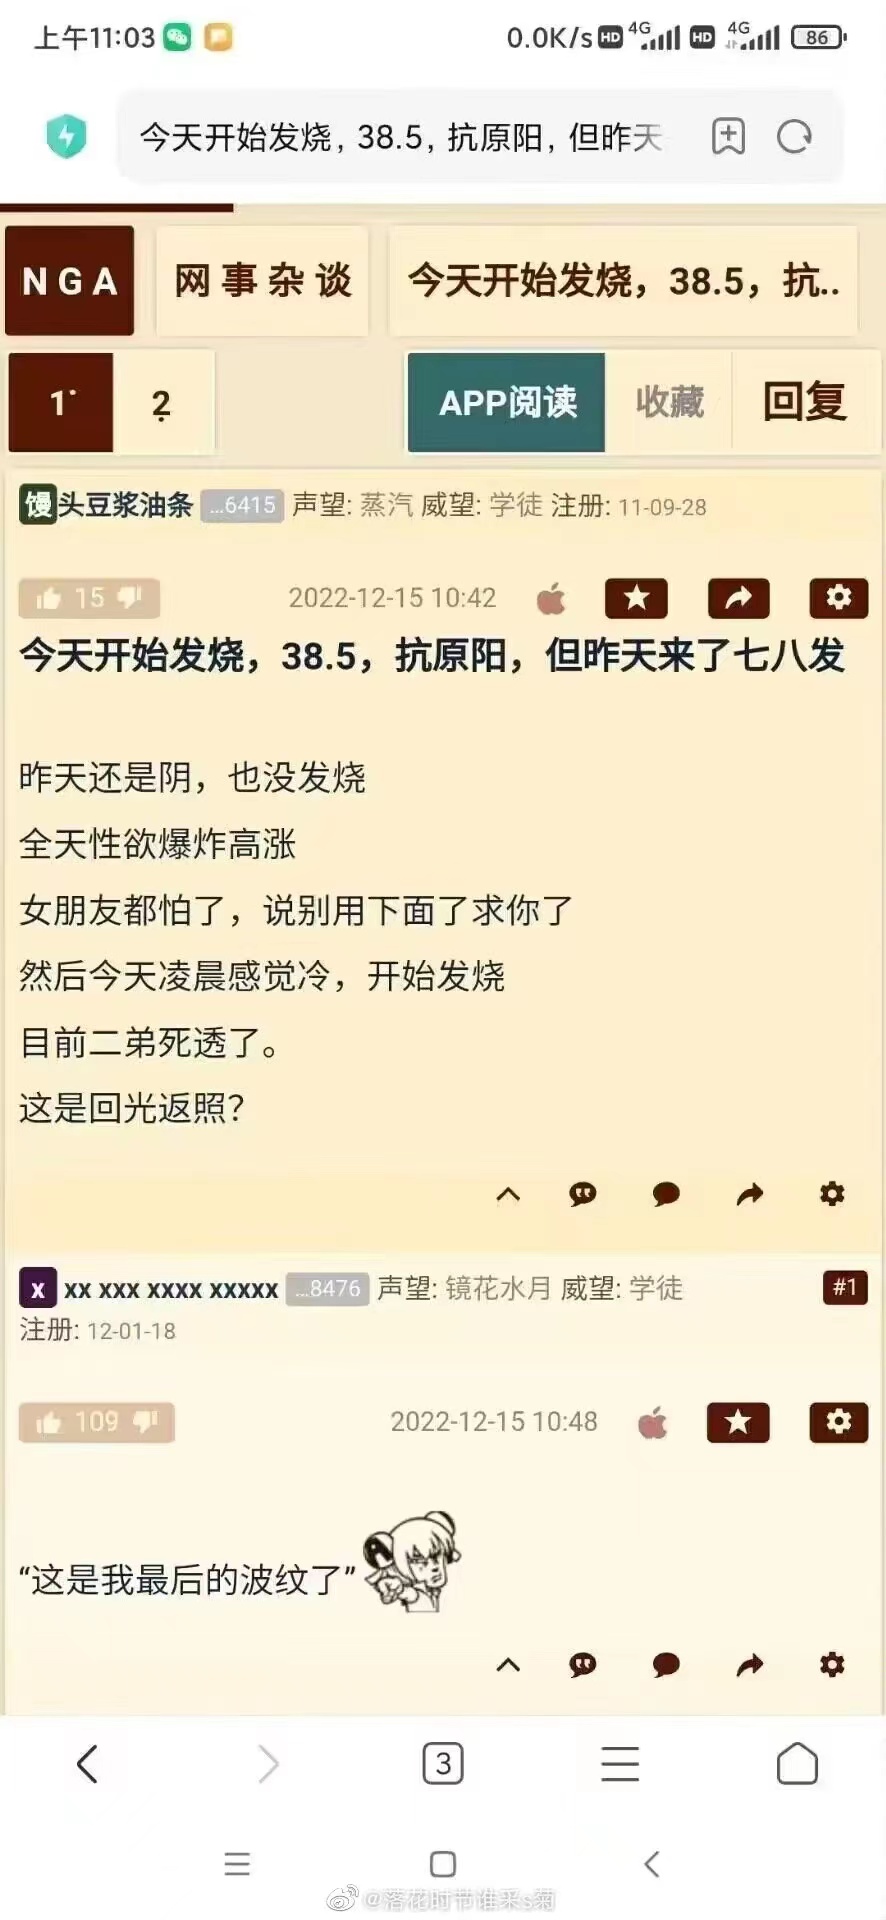 上午11:03
0.0K/s HD 4G HD 4G 86
今天开始发烧，38.5，抗原阳，但昨天
NGA 网事杂谈 今天开始发烧，38.5，抗..
1 2 APP阅读 收藏 回复
馒头豆浆油条 ...6415 声望: 蒸汽 威望: 学徒 注册: 11-09-28
15 2022-12-15 10:42
今天开始发烧，38.5，抗原阳，但昨天来了七八发
昨天还是阴，也没发烧
全天性欲爆炸高涨
女朋友都怕了，说别用下面了求你了
然后今天凌晨感觉冷，开始发烧
目前二弟死透了。
这是回光返照？
x xx xxx xxxx xxxxx ...8476 声望: 镜花水月 威望: 学徒 #1
注册: 12-01-18
109 2022-12-15 10:48
“这是我最后的波纹了”
3
@落花时节谁采s菊